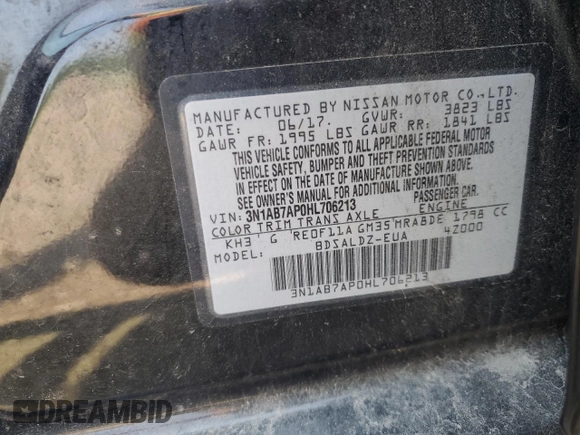 MANUFACTURED BY NISSAN MOTOR CO.,LTD.
DATE: 06/17. GVWR: 3823 LBS
GAWR FR: 1995 LBS GAWR RR: 1841 LBS
THIS VEHICLE CONFORMS TO ALL APPLICABLE FEDERAL MOTOR
VEHICLE SAFETY, BUMPER AND THEFT PREVENTION STANDARDS
IN EFFECT ON THE DATE OF MANUFACTURE SHOWN ABOVE.
SEE OWNER'S MANUAL FOR ADDITIONAL INFORMATION.
VIN: 3N1AB7AP0HL706213 PASSENGER CAR.
COLOR TRIM TRANS AXLE ENGINE
KH3 G RE0F11A GM35 MRA8DE 1798 CC
MODEL: BDSALDZ-EUA 4Z000
3N1AB7AP0HL706213
DREAMBID